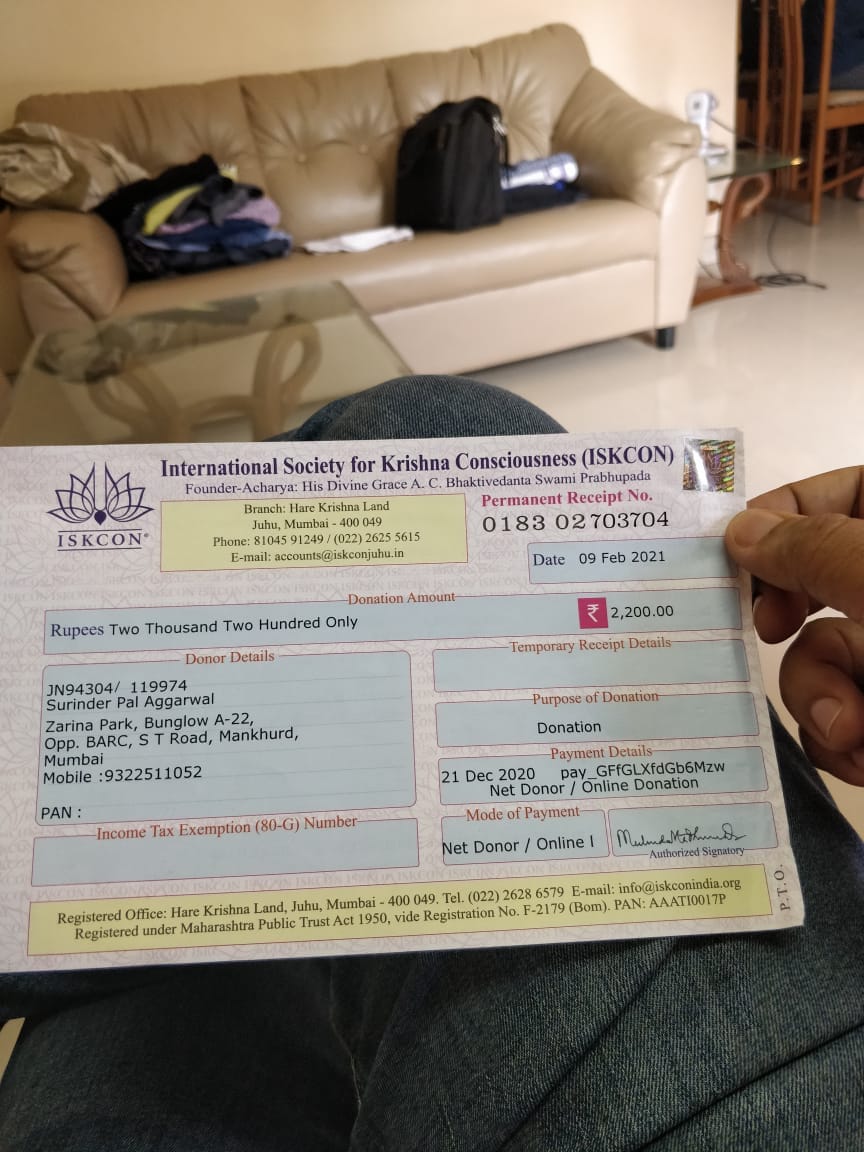 International Society for Krishna Consciousness (ISKCON)
Founder-Acharya: His Divine Grace A. C. Bhaktivedanta Swami Prabhupada
ISKCON
Branch: Hare Krishna Land
Juhu, Mumbai - 400 049
Phone: 81045 91249 / (022) 2625 5615
E-mail: accounts@iskconjuhu.in
Permanent Receipt No.
0183 02703704
Date 09 Feb 2021
Donation Amount
Rupees Two Thousand Two Hundred Only
₹ 2,200.00
Donor Details
JN94304/ 119974
Surinder Pal Aggarwal
Zarina Park, Bunglow A-22,
Opp. BARC, S T Road, Mankhurd,
Mumbai
Mobile :9322511052
PAN :
Income Tax Exemption (80-G) Number
Temporary Receipt Details
Purpose of Donation
Donation
Payment Details
21 Dec 2020 pay_GFfGLXfdGb6Mzw
Net Donor / Online Donation
Mode of Payment
Net Donor / Online I
Authorized Signatory
Registered Office: Hare Krishna Land, Juhu, Mumbai - 400 049. Tel. (022) 2628 6579 E-mail: info@iskconindia.org
Registered under Maharashtra Public Trust Act 1950, vide Registration No. F-2179 (Bom). PAN: AAATI0017P
P.T.O.